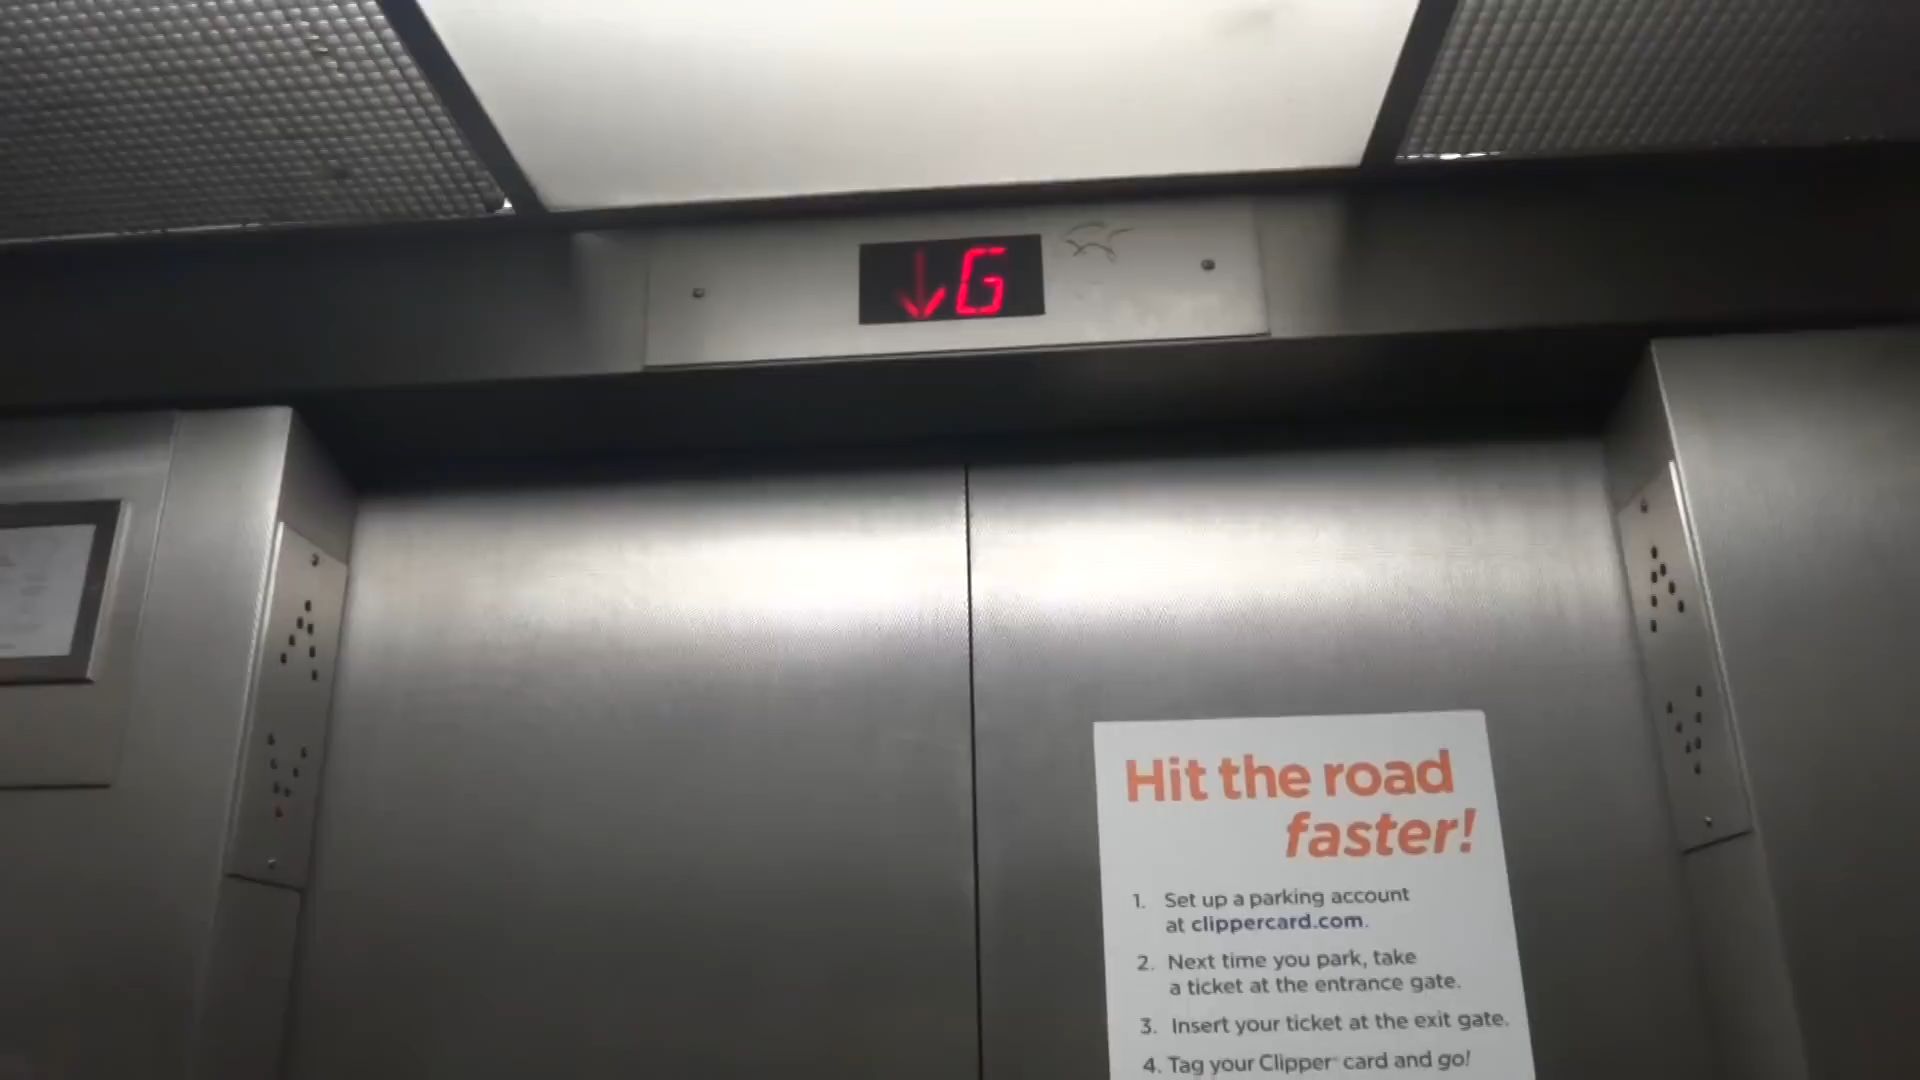 ↓G
Hit the road
faster!
1. Set up a parking account
at clippercard.com.
2. Next time you park, take
a ticket at the entrance gate.
3. Insert your ticket at the exit gate.
4. Tag your Clipper card and go!